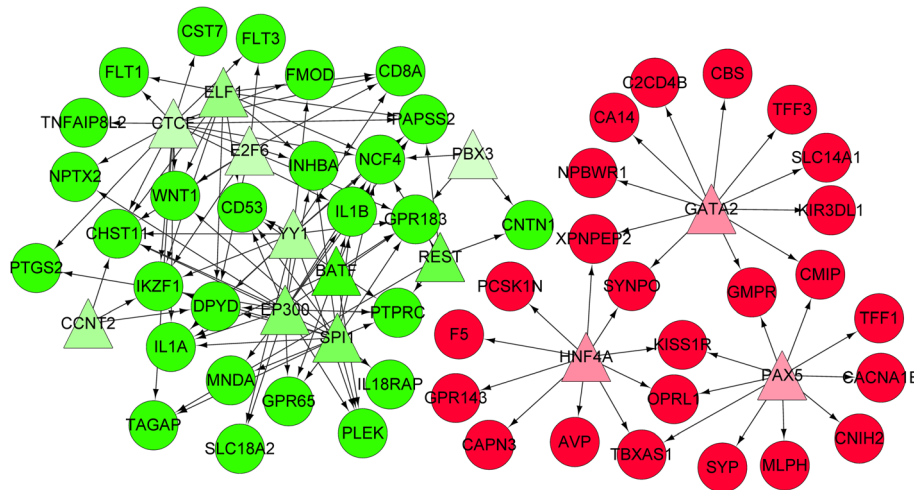 CST7
FLT3
FLT1
FMOD
CD8A
ELF1
TNFAIP8L2
CTCF
PAPSS2
E2F6
PBX3
NPTX2
INHBA
NCF4
WNT1
CD53
IL1B
GPR183
CNTN1
CHST11
YY1
PTGS2
BATF
REST
IKZF1
DPYD
EP300
PTPRC
CCNT2
SPI1
IL1A
MNDA
IL18RAP
GPR65
TAGAP
SLC18A2
PLEK
C2CD4B
CBS
CA14
TFF3
NPBWR1
SLC14A1
GATA2
KIR3DL1
XPNPEP2
PCSK1N
SYNPO
GMPR
CMIP
F5
TFF1
HNF4A
KISS1R
PAX5
CACNA1E
GPR143
OPRL1
CAPN3
AVP
TBXAS1
CNIH2
SYP
MLPH